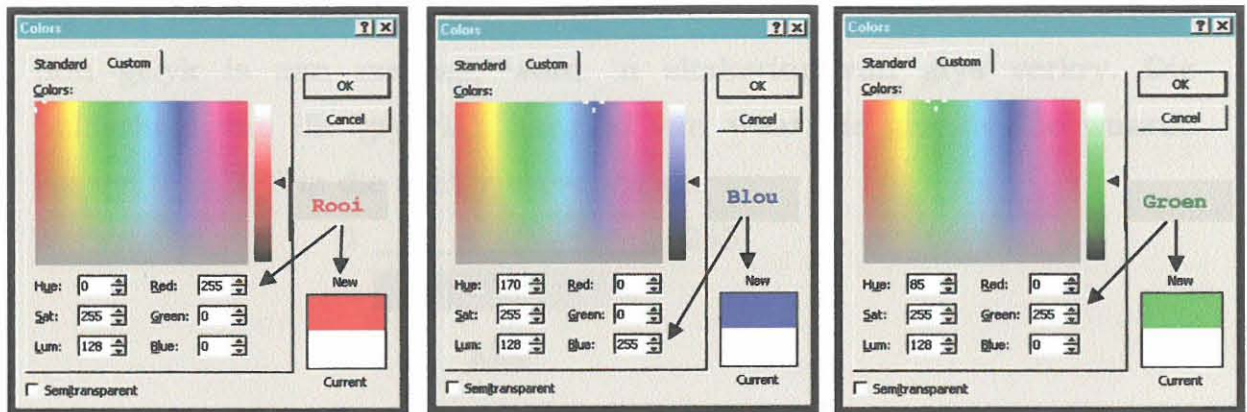 Colors
Standard Custom
Colors:
OK
Cancel
Rooi
Hue: 0 Red: 255
Sat: 255 Green: 0
Lum: 128 Blue: 0
New
Current
Semitransparent
Colors
Standard Custom
Colors:
OK
Cancel
Blou
Hue: 170 Red: 0
Sat: 255 Green: 0
Lum: 128 Blue: 255
New
Current
Semitransparent
Colors
Standard Custom
Colors:
OK
Cancel
Groen
Hue: 85 Red: 0
Sat: 255 Green: 255
Lum: 128 Blue: 0
New
Current
Semitransparent